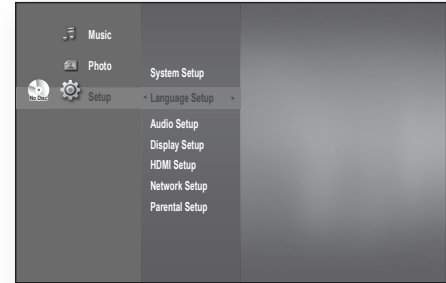 Music
Photo
System Setup
No Disc
Setup
• Language Setup ▸
Audio Setup
Display Setup
HDMI Setup
Network Setup
Parental Setup